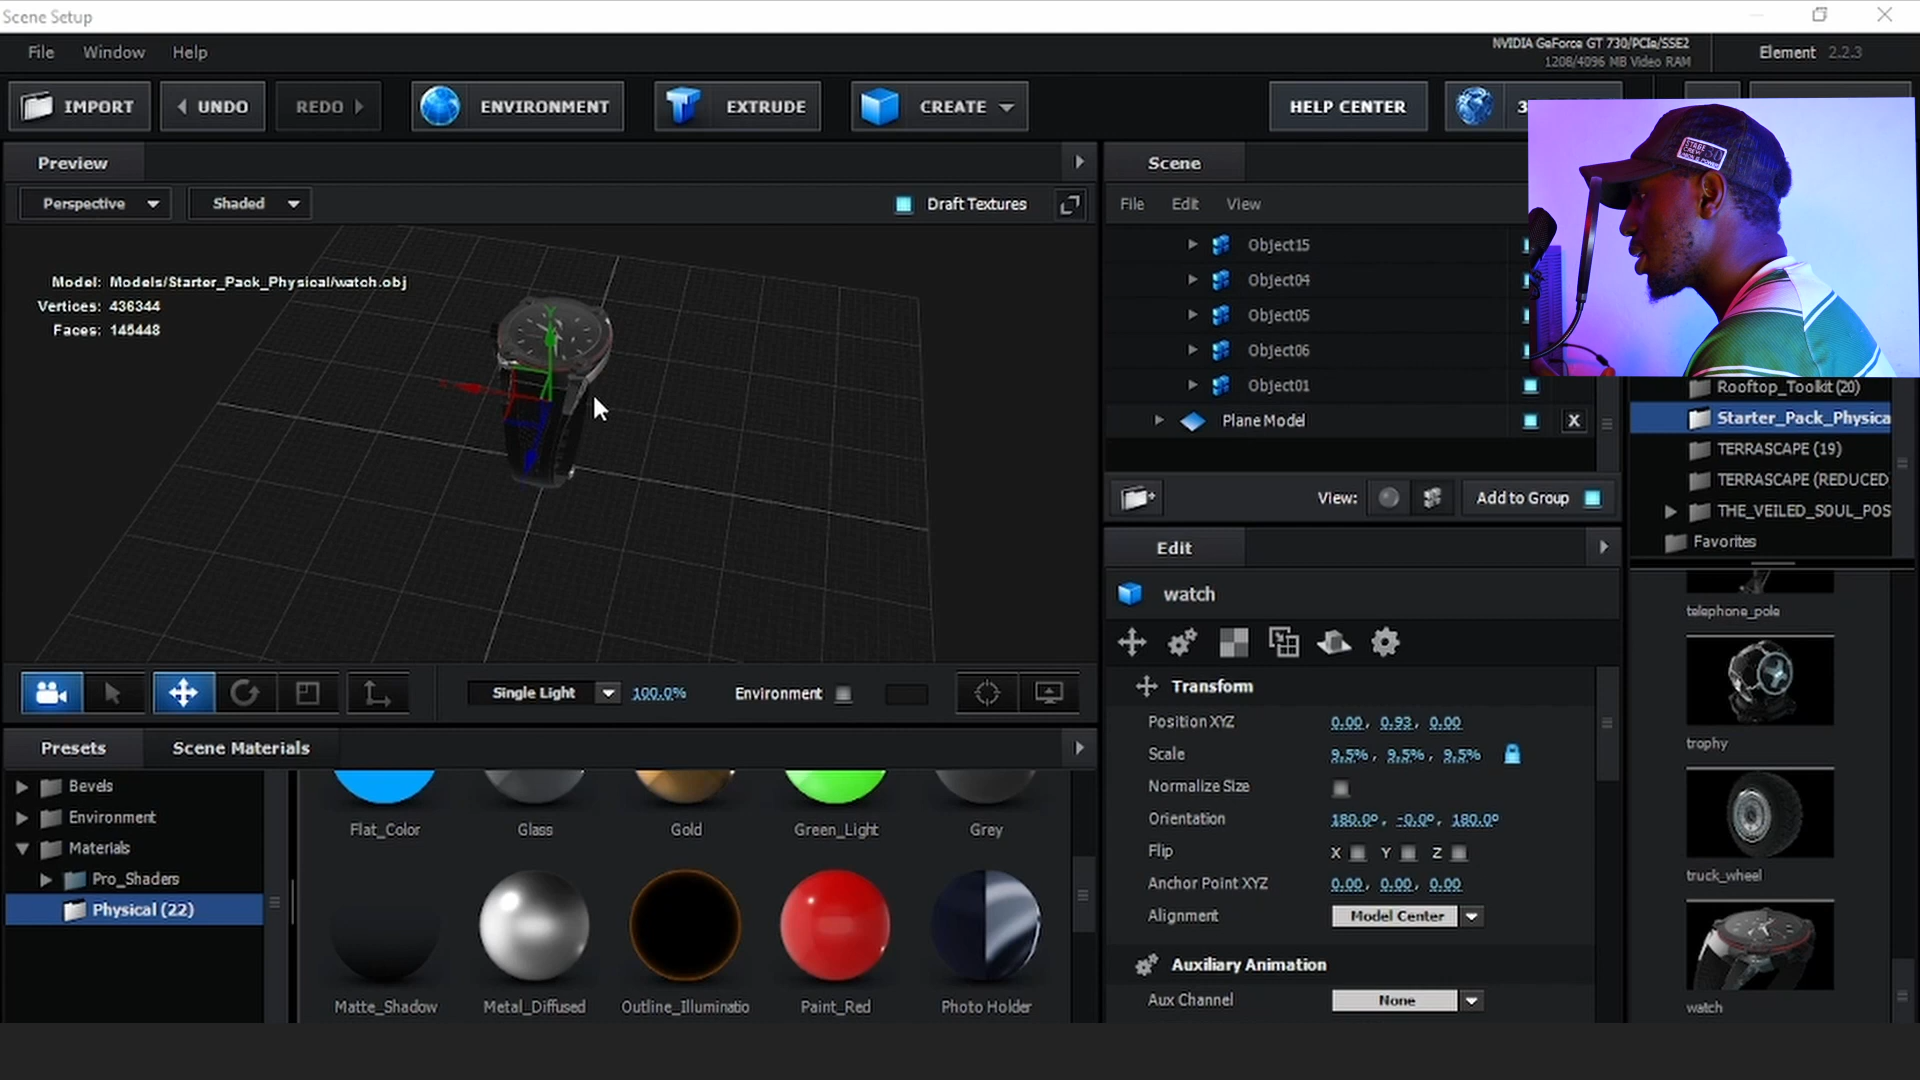 Scene Setup
File Window Help
NVIDIA GeForce GT 730/PCIe/SSE2
1208/4096 MB Video RAM
Element 2.2.3
IMPORT
UNDO
REDO
ENVIRONMENT
EXTRUDE
CREATE
HELP CENTER
3
Preview
Perspective
Shaded
Draft Textures
Model: Models/Starter_Pack_Physical/watch.obj
Vertices: 436344
Faces: 145448
Y
Single Light
100.0%
Environment
Scene
File Edit View
Object15
Object04
Object05
Object06
Object01
Plane Model
X
View:
Add to Group
Edit
watch
Transform
Position XYZ 0.00, 0.93, 0.00
Scale 9.5%, 9.5%, 9.5%
Normalize Size
Orientation 180.0°, -0.0°, 180.0°
Flip X Y Z
Anchor Point XYZ 0.00, 0.00, 0.00
Alignment Model Center
Auxiliary Animation
Aux Channel None
STAGE
CREW
Rooftop_Toolkit (20)
Starter_Pack_Physica
TERRASCAPE (19)
TERRASCAPE (REDUCED)
THE_VEILED_SOUL_POS
Favorites
telephone_pole
trophy
truck_wheel
watch
Presets
Scene Materials
Bevels
Environment
Materials
Pro_Shaders
Physical (22)
Flat_Color
Glass
Gold
Green_Light
Grey
Matte_Shadow
Metal_Diffused
Outline_Illuminatio
Paint_Red
Photo Holder